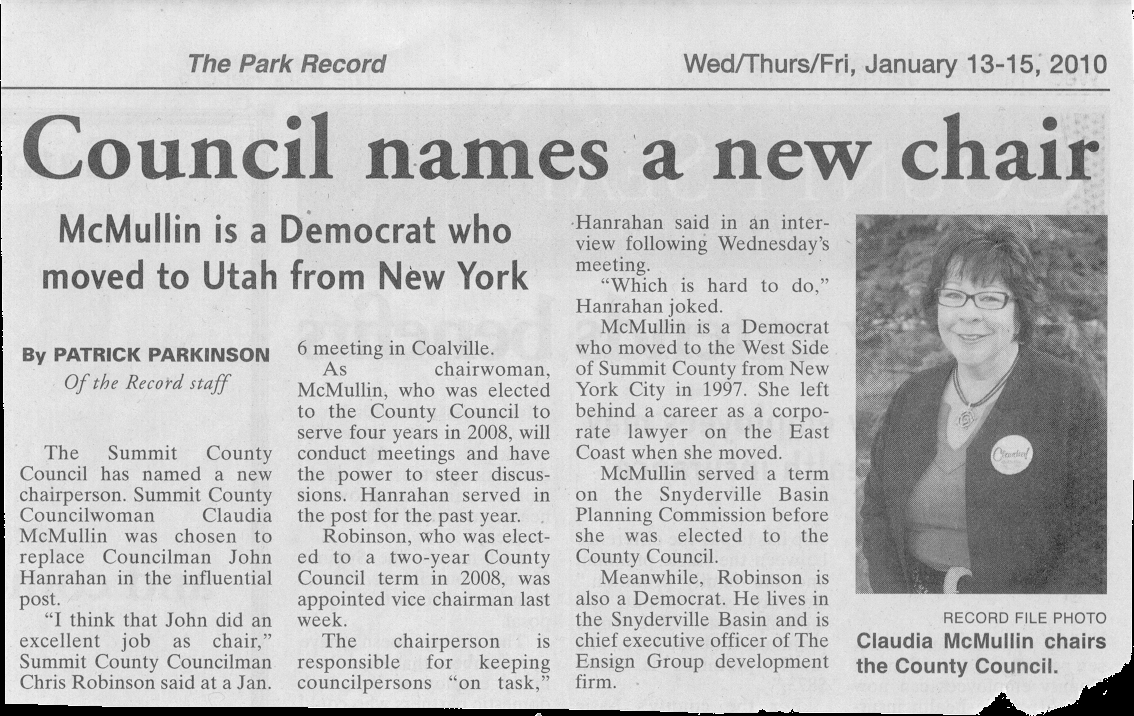 The Park Record
Wed/Thurs/Fri, January 13-15, 2010
Council names a new chair
McMullin is a Democrat who
moved to Utah from New York
By PATRICK PARKINSON
Of the Record staff
The Summit County
Council has named a new
chairperson. Summit County
Councilwoman Claudia
McMullin was chosen to
replace Councilman John
Hanrahan in the influential
post.
“I think that John did an
excellent job as chair,”
Summit County Councilman
Chris Robinson said at a Jan.
6 meeting in Coalville.
As chairwoman,
McMullin, who was elected
to the County Council to
serve four years in 2008, will
conduct meetings and have
the power to steer discus-
sions. Hanrahan served in
the post for the past year.
Robinson, who was elect-
ed to a two-year County
Council term in 2008, was
appointed vice chairman last
week.
The chairperson is
responsible for keeping
councilpersons “on task,”
Hanrahan said in an inter-
view following Wednesday’s
meeting.
“Which is hard to do,”
Hanrahan joked.
McMullin is a Democrat
who moved to the West Side
of Summit County from New
York City in 1997. She left
behind a career as a corpo-
rate lawyer on the East
Coast when she moved.
McMullin served a term
on the Snyderville Basin
Planning Commission before
she was elected to the
County Council.
Meanwhile, Robinson is
also a Democrat. He lives in
the Snyderville Basin and is
chief executive officer of The
Ensign Group development
firm.
RECORD FILE PHOTO
Claudia McMullin chairs
the County Council.